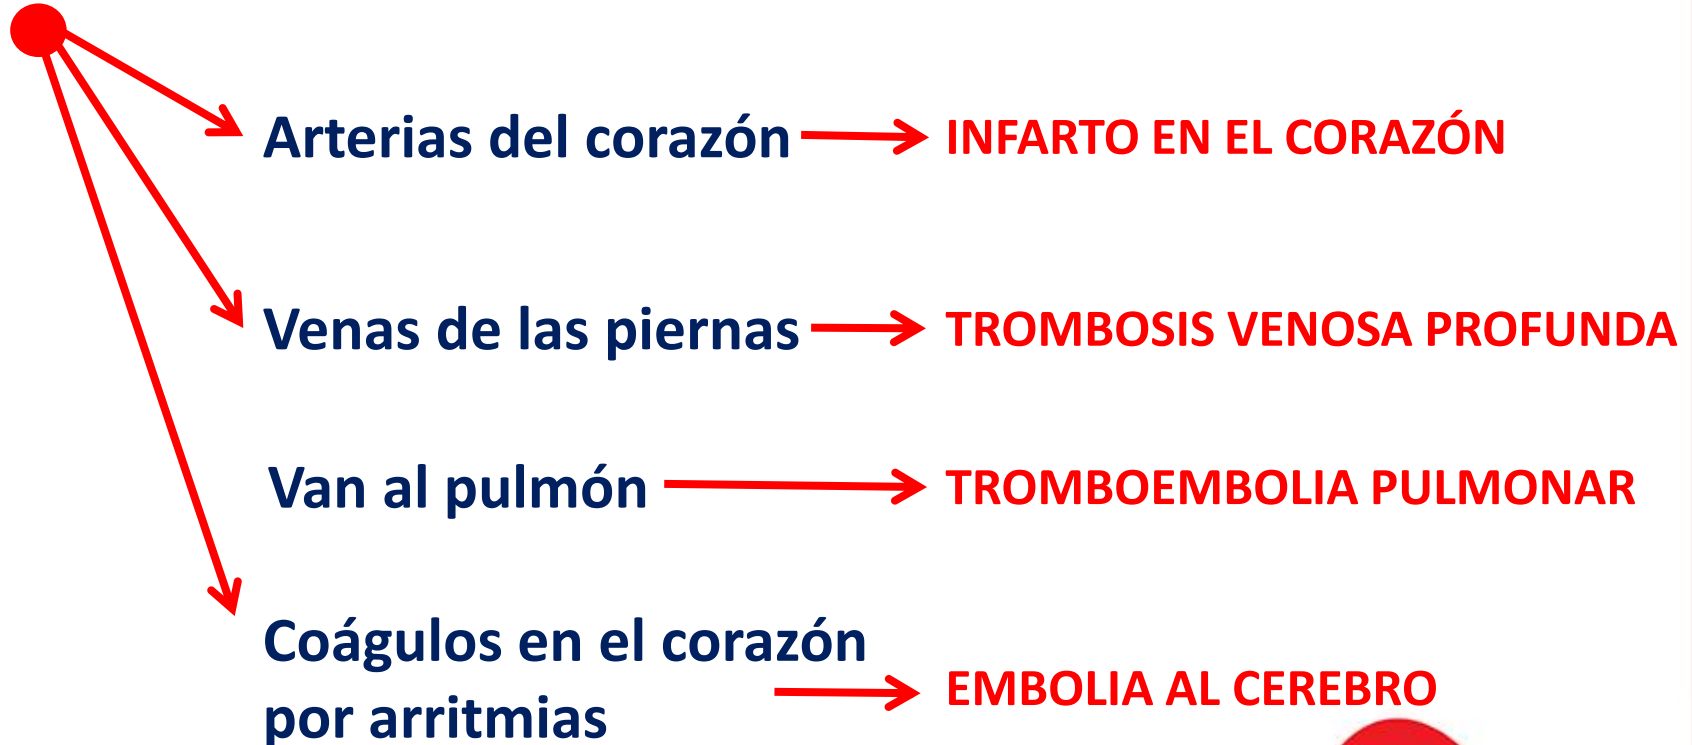 Arterias del corazón INFARTO EN EL CORAZÓN
Venas de las piernas TROMBOSIS VENOSA PROFUNDA
Van al pulmón TROMBOEMBOLIA PULMONAR
Coágulos en el corazón
por arritmias EMBOLIA AL CEREBRO